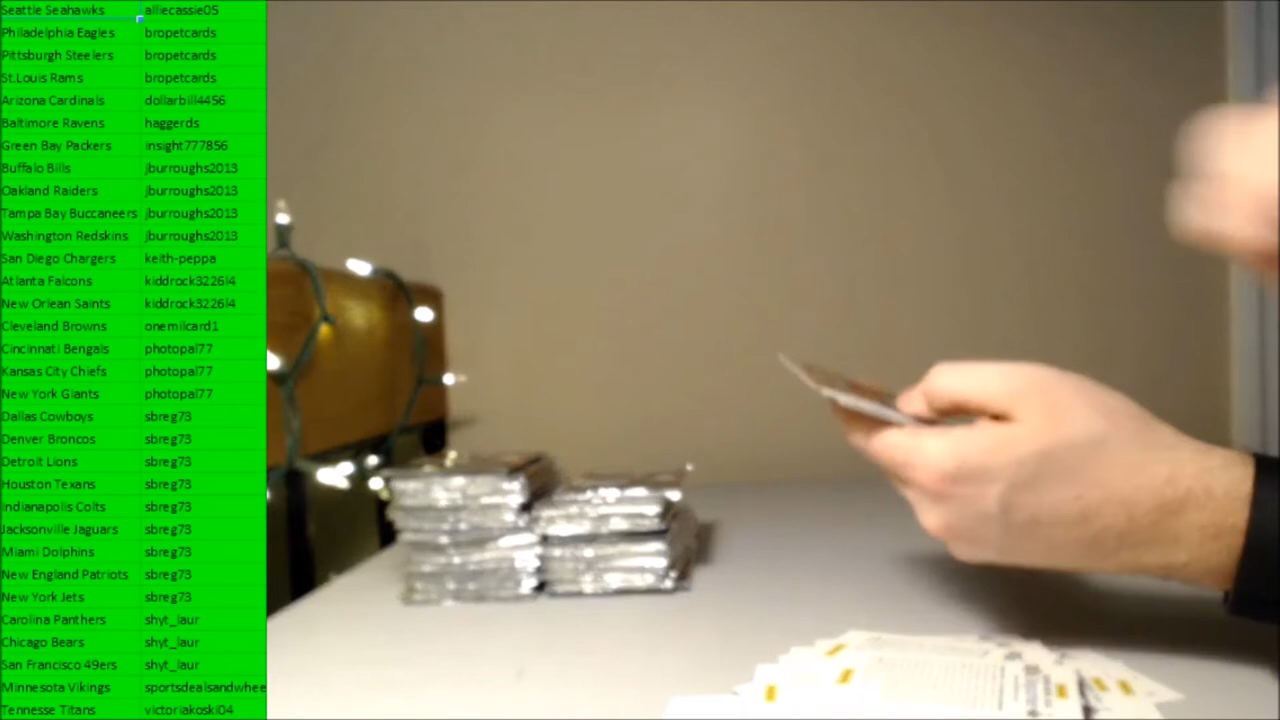 Seattle Seahawks alliecassie05
Philadelphia Eagles bropetcards
Pittsburgh Steelers bropetcards
St.Louis Rams bropetcards
Arizona Cardinals dollarbill4456
Baltimore Ravens haggerds
Green Bay Packers insight777856
Buffalo Bills jburroughs2013
Oakland Raiders jburroughs2013
Tampa Bay Buccaneers jburroughs2013
Washington Redskins jburroughs2013
San Diego Chargers keith-peppa
Atlanta Falcons kiddrock3226l4
New Orlean Saints kiddrock3226l4
Cleveland Browns onemilcard1
Cincinnati Bengals photopal77
Kansas City Chiefs photopal77
New York Giants photopal77
Dallas Cowboys sbreg73
Denver Broncos sbreg73
Detroit Lions sbreg73
Houston Texans sbreg73
Indianapolis Colts sbreg73
Jacksonville Jaguars sbreg73
Miami Dolphins sbreg73
New England Patriots sbreg73
New York Jets sbreg73
Carolina Panthers shyt_laur
Chicago Bears shyt_laur
San Francisco 49ers shyt_laur
Minnesota Vikings sportsdealsandwhee
Tennesse Titans victoriakoski04